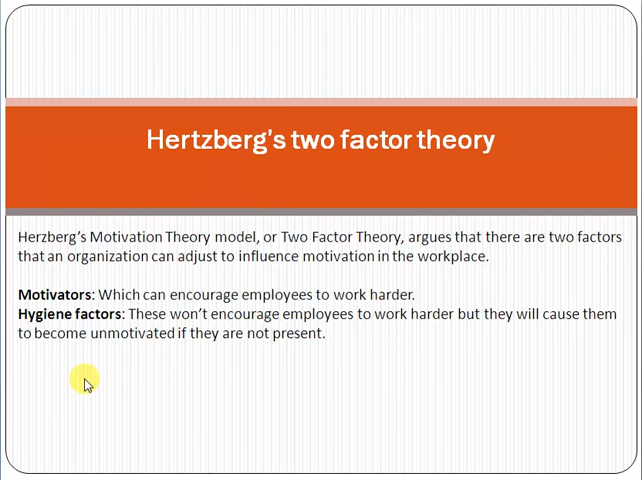 Hertzberg's two factor theory
Herzberg's Motivation Theory model, or Two Factor Theory, argues that there are two factors
that an organization can adjust to influence motivation in the workplace.
Motivators: Which can encourage employees to work harder.
Hygiene factors: These won't encourage employees to work harder but they will cause them
to become unmotivated if they are not present.